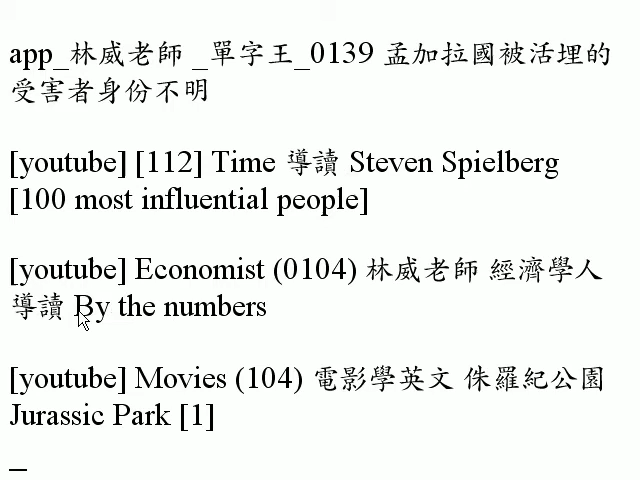 app_林威老師 _單字王_0139 孟加拉國被活埋的
受害者身份不明
[youtube] [112] Time 導讀 Steven Spielberg
[100 most influential people]
[youtube] Economist (0104) 林威老師 經濟學人
導讀 By the numbers
[youtube] Movies (104) 電影學英文 侏羅紀公園
Jurassic Park [1]
_